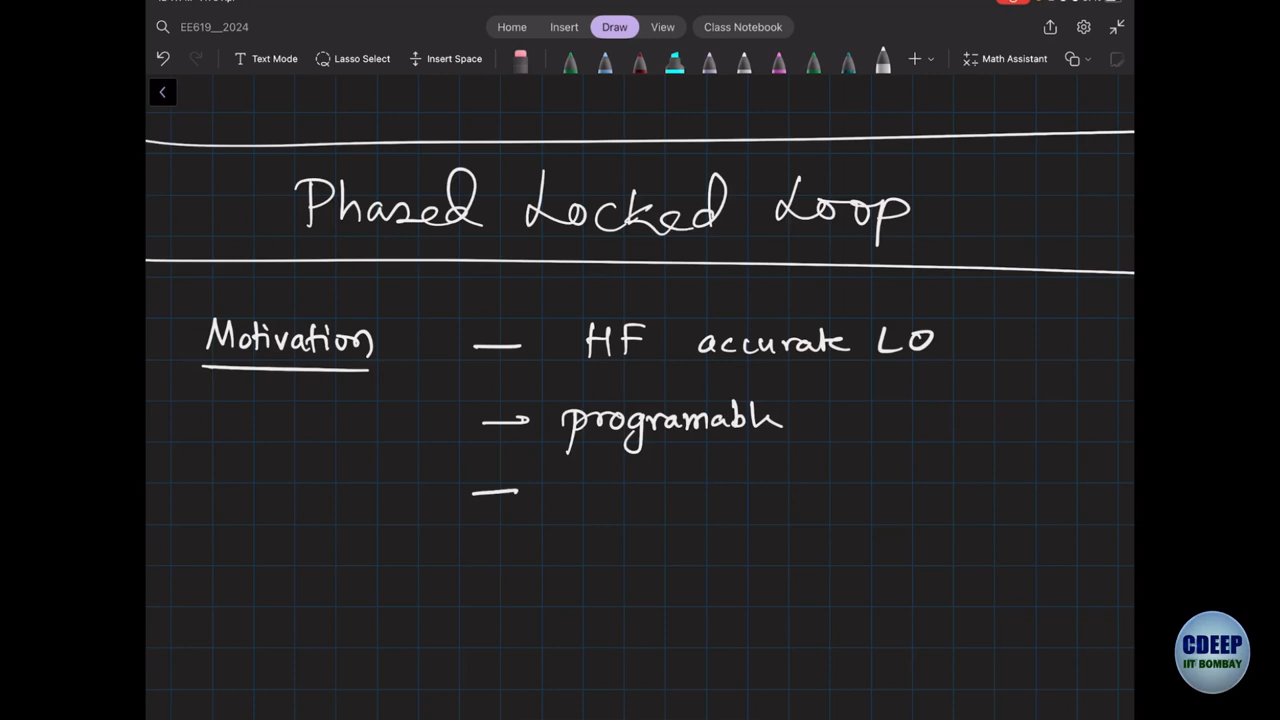 EE619__2024
Home Insert Draw View Class Notebook
Text Mode Lasso Select Insert Space Math Assistant
Phased Locked Loop
Motivation — HF accurate LO
→ programable
—
CDEEP
IIT BOMBAY